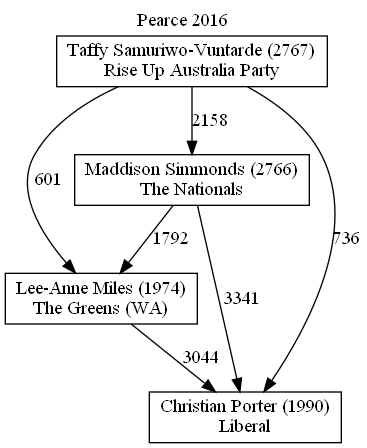 Pearce 2016
Taffy Samuriwo-Vuntarde (2767)
Rise Up Australia Party
2158
Maddison Simmonds (2766)
The Nationals
601
1792
736
Lee-Anne Miles (1974)
The Greens (WA)
3341
3044
Christian Porter (1990)
Liberal